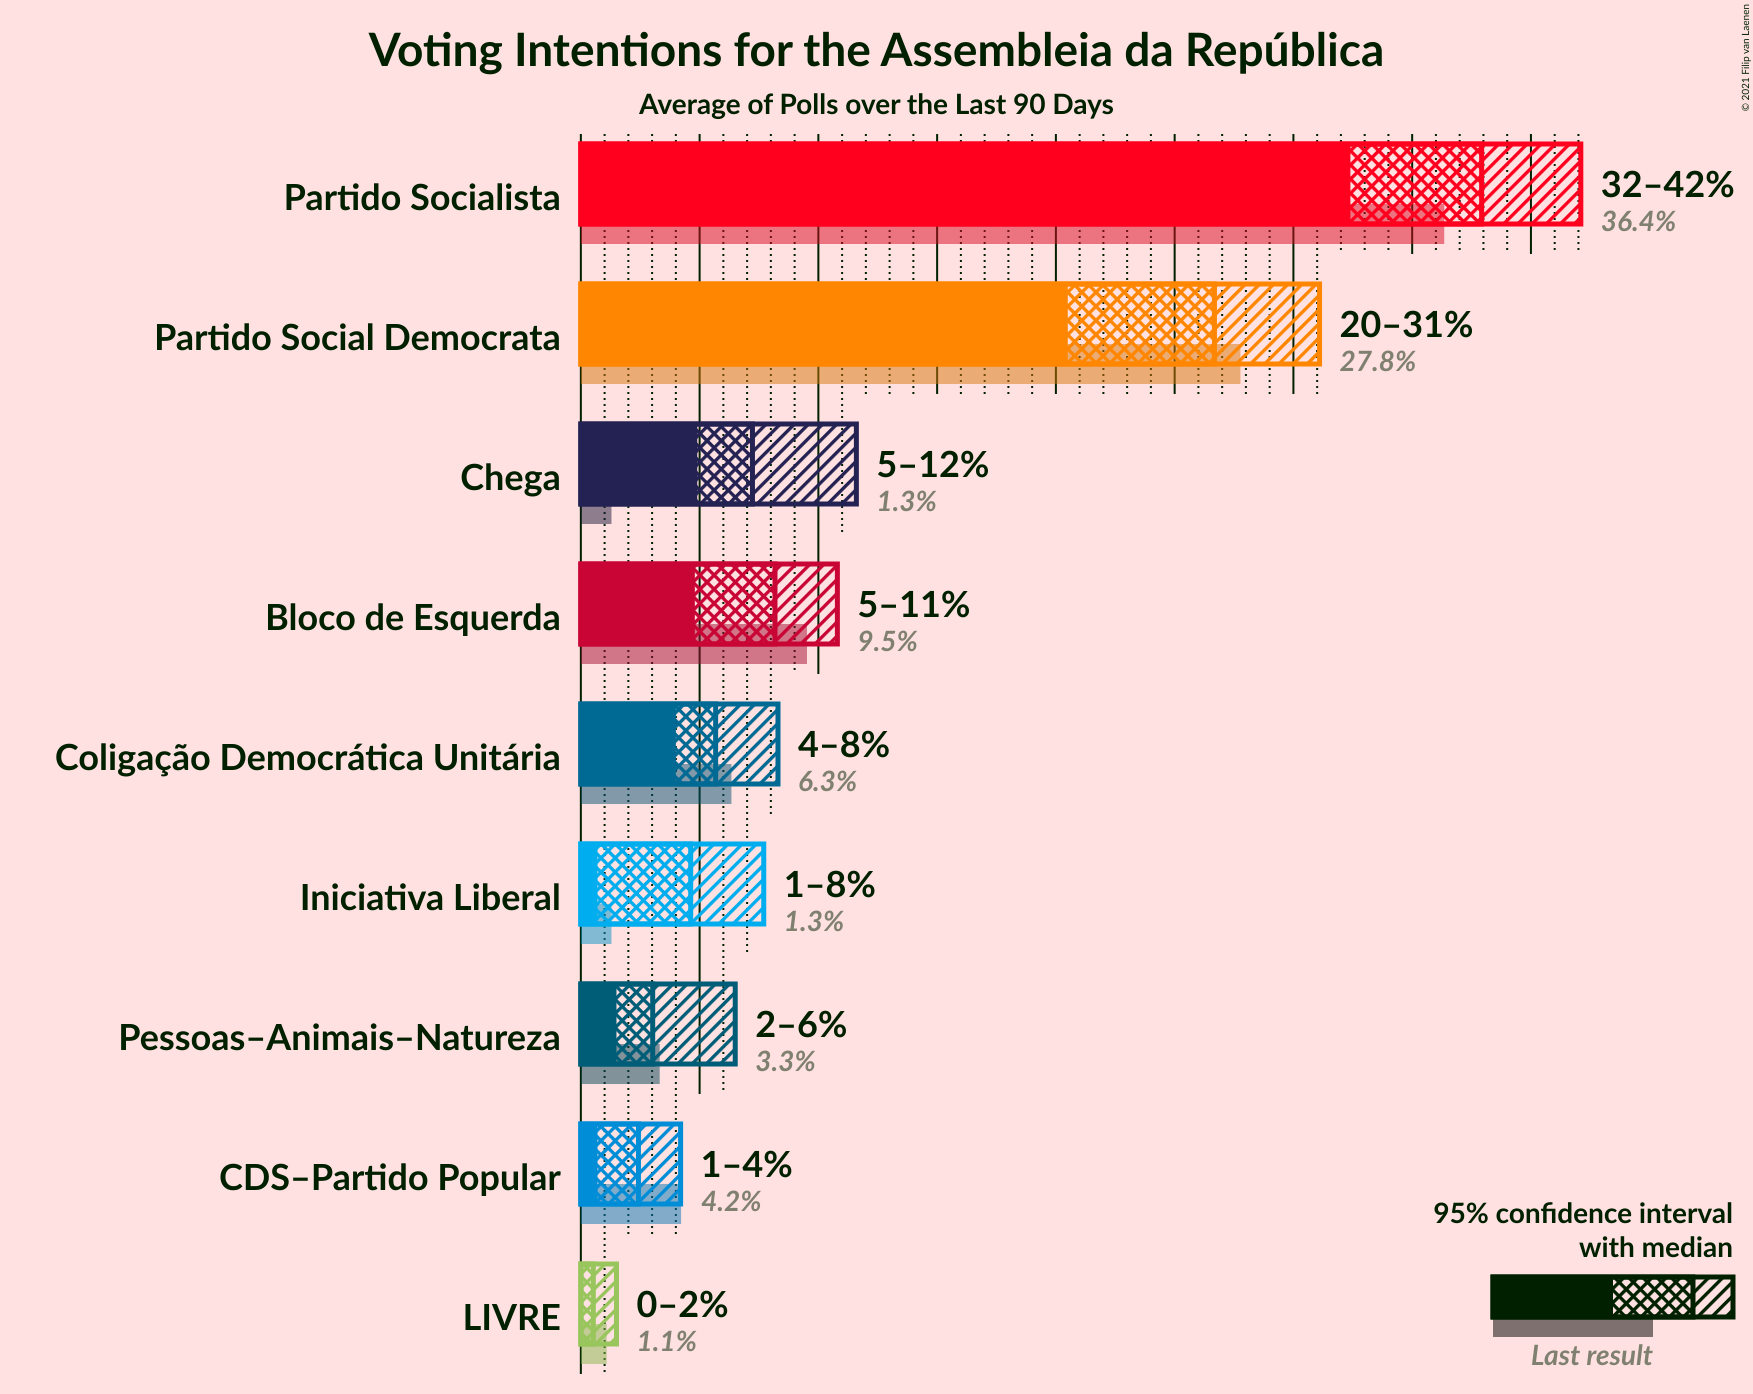 Voting Intentions for the Assembleia da República
Average of Polls over the Last 90 Days
© 2021 Filip van Laenen
Partido Socialista
32–42%
36.4%
Partido Social Democrata
20–31%
27.8%
Chega
5–12%
1.3%
Bloco de Esquerda
5–11%
9.5%
Coligação Democrática Unitária
4–8%
6.3%
Iniciativa Liberal
1–8%
1.3%
Pessoas–Animais–Natureza
2–6%
3.3%
CDS–Partido Popular
1–4%
4.2%
LIVRE
0–2%
1.1%
95% confidence interval
with median
Last result